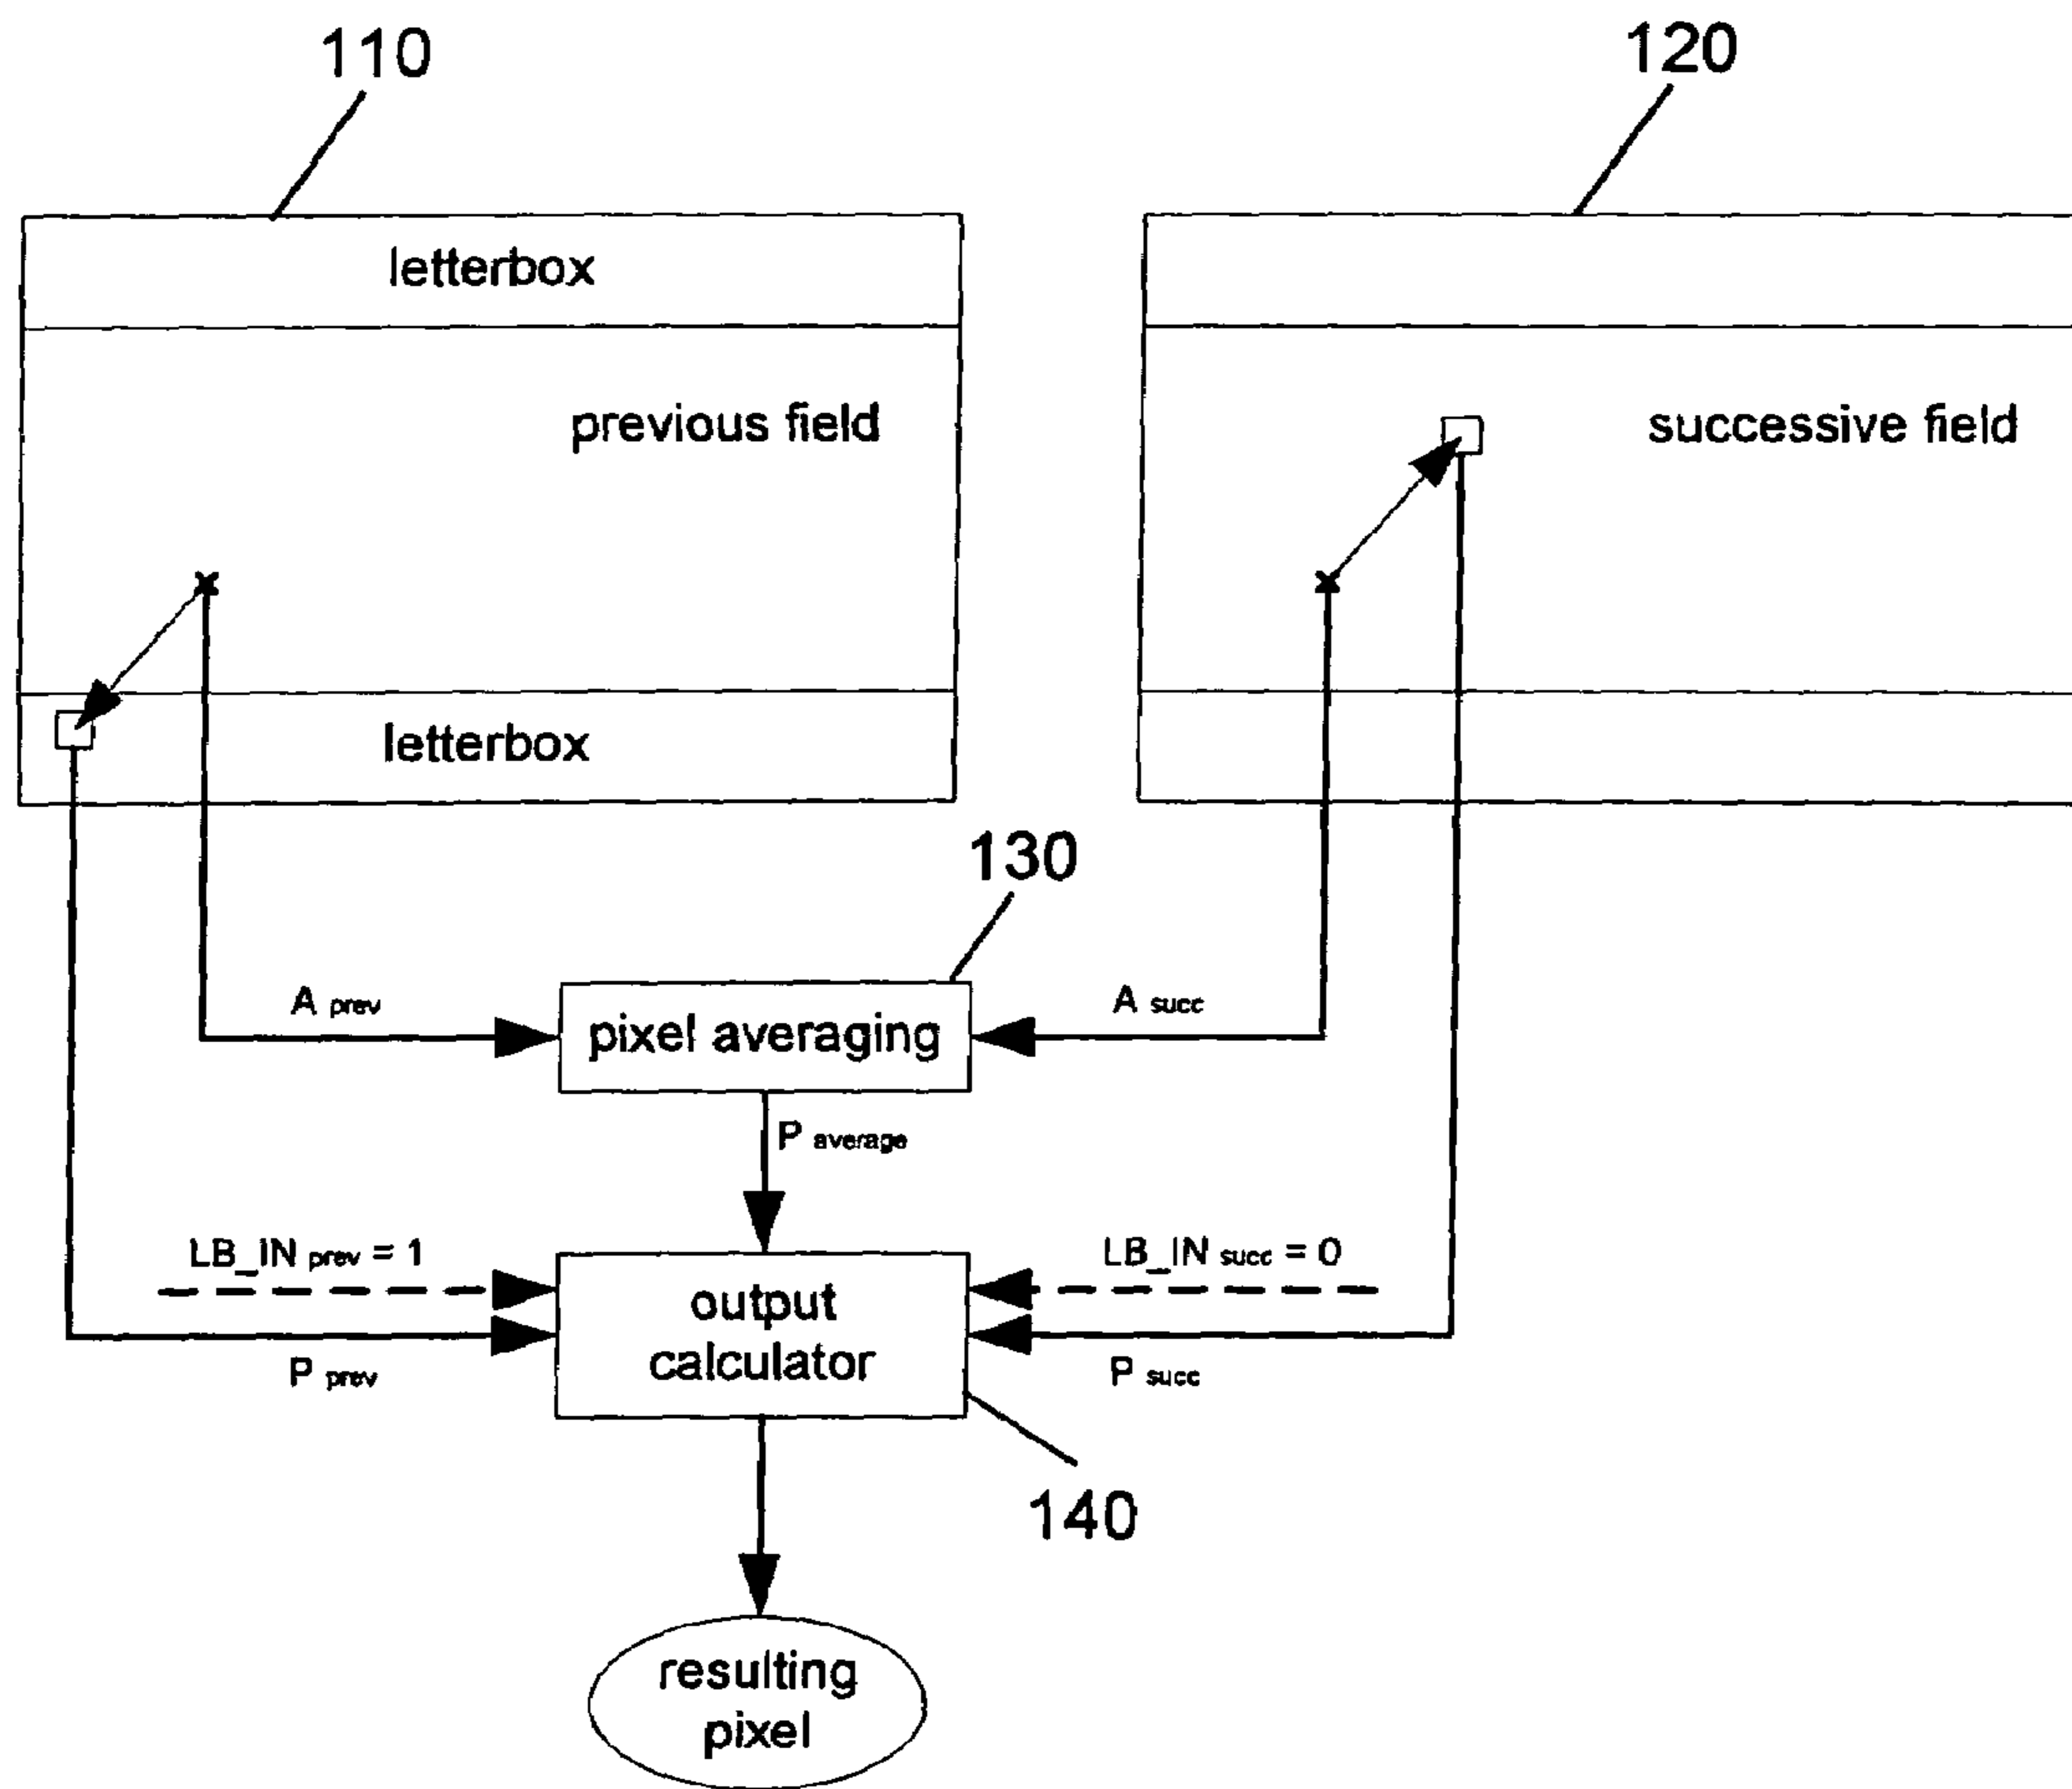 110
120
letterbox
previous field
successive field
letterbox
130
A prev
pixel averaging
A succ
P average
LB_IN prev = 1
LB_IN succ = 0
output
calculator
P prev
P succ
140
resulting
pixel